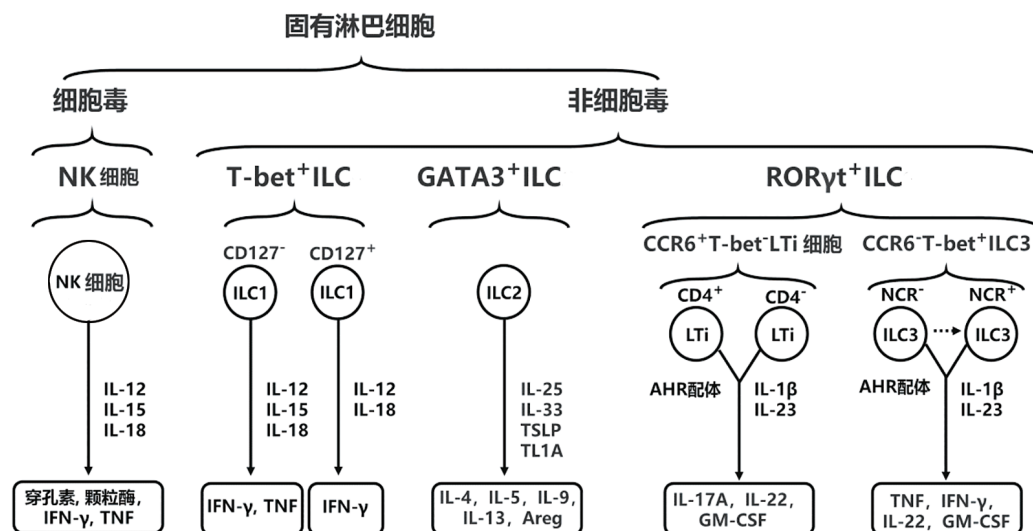 固有淋巴细胞
细胞毒
非细胞毒
NK 细胞
T-bet⁺ILC
GATA3⁺ILC
RORγt⁺ILC
CCR6⁺T-bet⁻LTi 细胞
CCR6⁻T-bet⁺ILC3
CD127⁻
CD127⁺
CD4⁺
CD4⁻
NCR⁻
NCR⁺
NK 细胞
ILC1
ILC1
ILC2
LTi
LTi
ILC3
ILC3
IL-12
IL-15
IL-18
IL-12
IL-15
IL-18
IL-12
IL-18
IL-25
IL-33
TSLP
TL1A
AHR配体
IL-1β
IL-23
AHR配体
IL-1β
IL-23
穿孔素, 颗粒酶,
IFN-γ, TNF
IFN-γ, TNF
IFN-γ
IL-4, IL-5, IL-9,
IL-13, Areg
IL-17A, IL-22,
GM-CSF
TNF, IFN-γ,
IL-22, GM-CSF